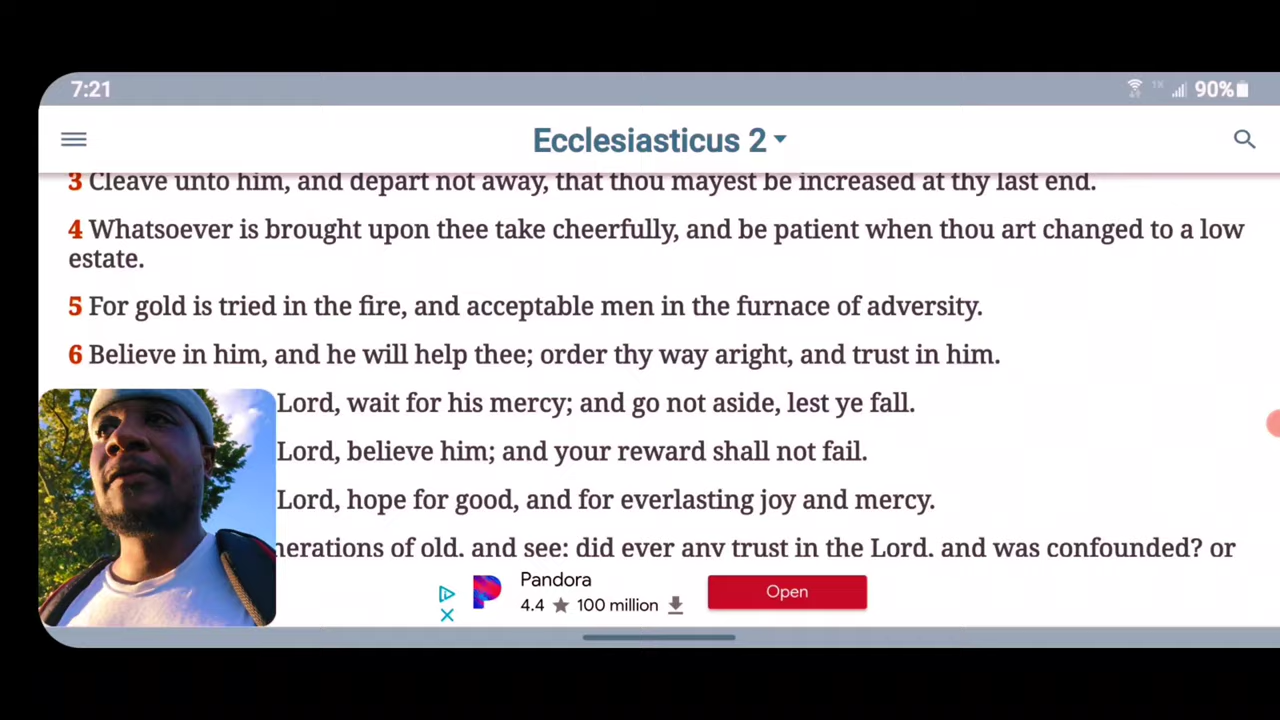 7:21
1X
90%
Ecclesiasticus 2
3 Cleave unto him, and depart not away, that thou mayest be increased at thy last end.
4 Whatsoever is brought upon thee take cheerfully, and be patient when thou art changed to a low
estate.
5 For gold is tried in the fire, and acceptable men in the furnace of adversity.
6 Believe in him, and he will help thee; order thy way aright, and trust in him.
Lord, wait for his mercy; and go not aside, lest ye fall.
Lord, believe him; and your reward shall not fail.
Lord, hope for good, and for everlasting joy and mercy.
nerations of old, and see; did ever any trust in the Lord, and was confounded? or
Pandora
4.4 ★ 100 million
Open